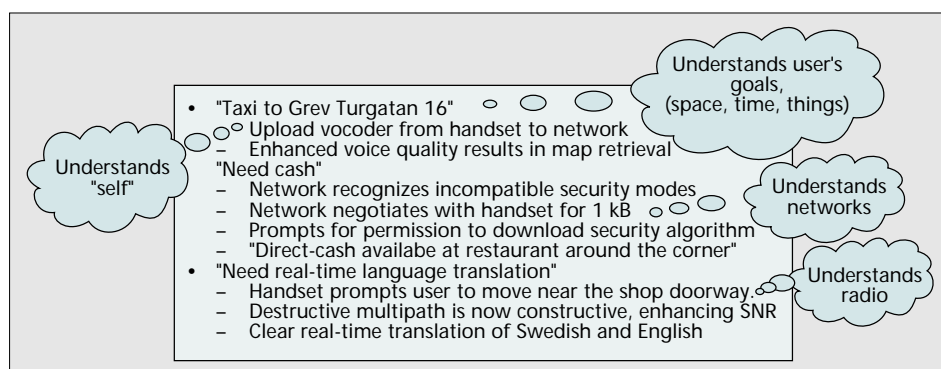 Understands user's
goals,
(space, time, things)
• "Taxi to Grev Turgatan 16"
– Upload vocoder from handset to network
– Enhanced voice quality results in map retrieval
"Need cash"
– Network recognizes incompatible security modes
– Network negotiates with handset for 1 kB
– Prompts for permission to download security algorithm
– "Direct-cash availabe at restaurant around the corner"
• "Need real-time language translation"
– Handset prompts user to move near the shop doorway.
– Destructive multipath is now constructive, enhancing SNR
– Clear real-time translation of Swedish and English
Understands
"self"
Understands
networks
Understands
radio